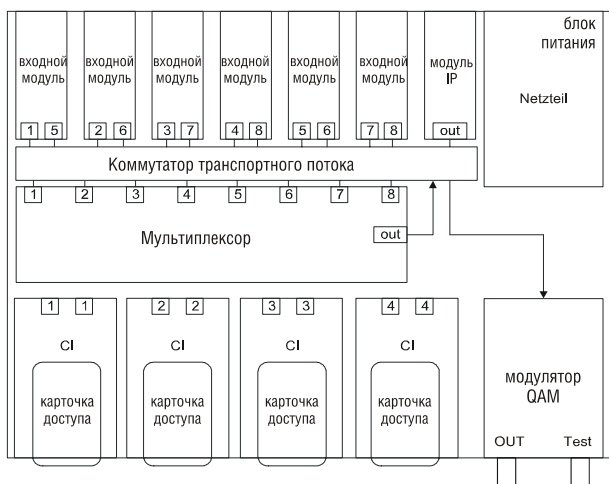 входной
модуль
1 5
входной
модуль
2 6
входной
модуль
3 7
входной
модуль
4 8
входной
модуль
5 6
входной
модуль
7 8
модуль
IP
out
блок
питания
Netzteil
Коммутатор транспортного потока
1 2 3 4 5 6 7 8
Мультиплексор
out
1 1
CI
карточка
доступа
2 2
CI
карточка
доступа
3 3
CI
карточка
доступа
4 4
CI
карточка
доступа
модулятор
QAM
OUT Test